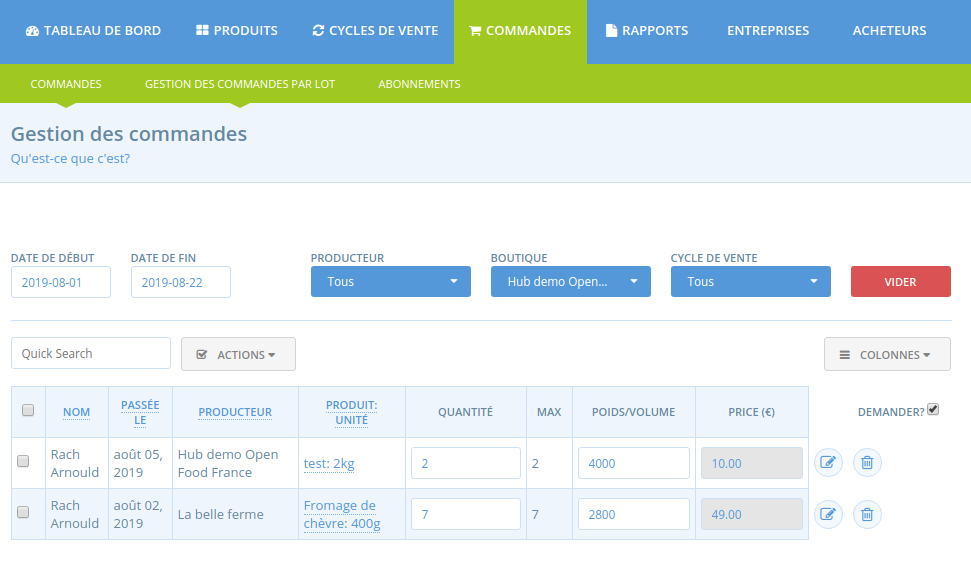 TABLEAU DE BORD PRODUITS CYCLES DE VENTE COMMANDES RAPPORTS ENTREPRISES ACHETEURS
COMMANDES GESTION DES COMMANDES PAR LOT ABONNEMENTS
Gestion des commandes
Qu'est-ce que c'est?
DATE DE DÉBUT DATE DE FIN PRODUCTEUR BOUTIQUE CYCLE DE VENTE
2019-08-01 2019-08-22 Tous Hub demo Open... Tous VIDER
Quick Search ACTIONS COLONNES
NOM PASSÉE LE PRODUCTEUR PRODUIT: UNITÉ QUANTITÉ MAX POIDS/VOLUME PRICE (€) DEMANDER?
Rach Arnould août 05, 2019 Hub demo Open Food France test: 2kg 2 2 4000 10.00
Rach Arnould août 02, 2019 La belle ferme Fromage de chèvre: 400g 7 7 2800 49.00